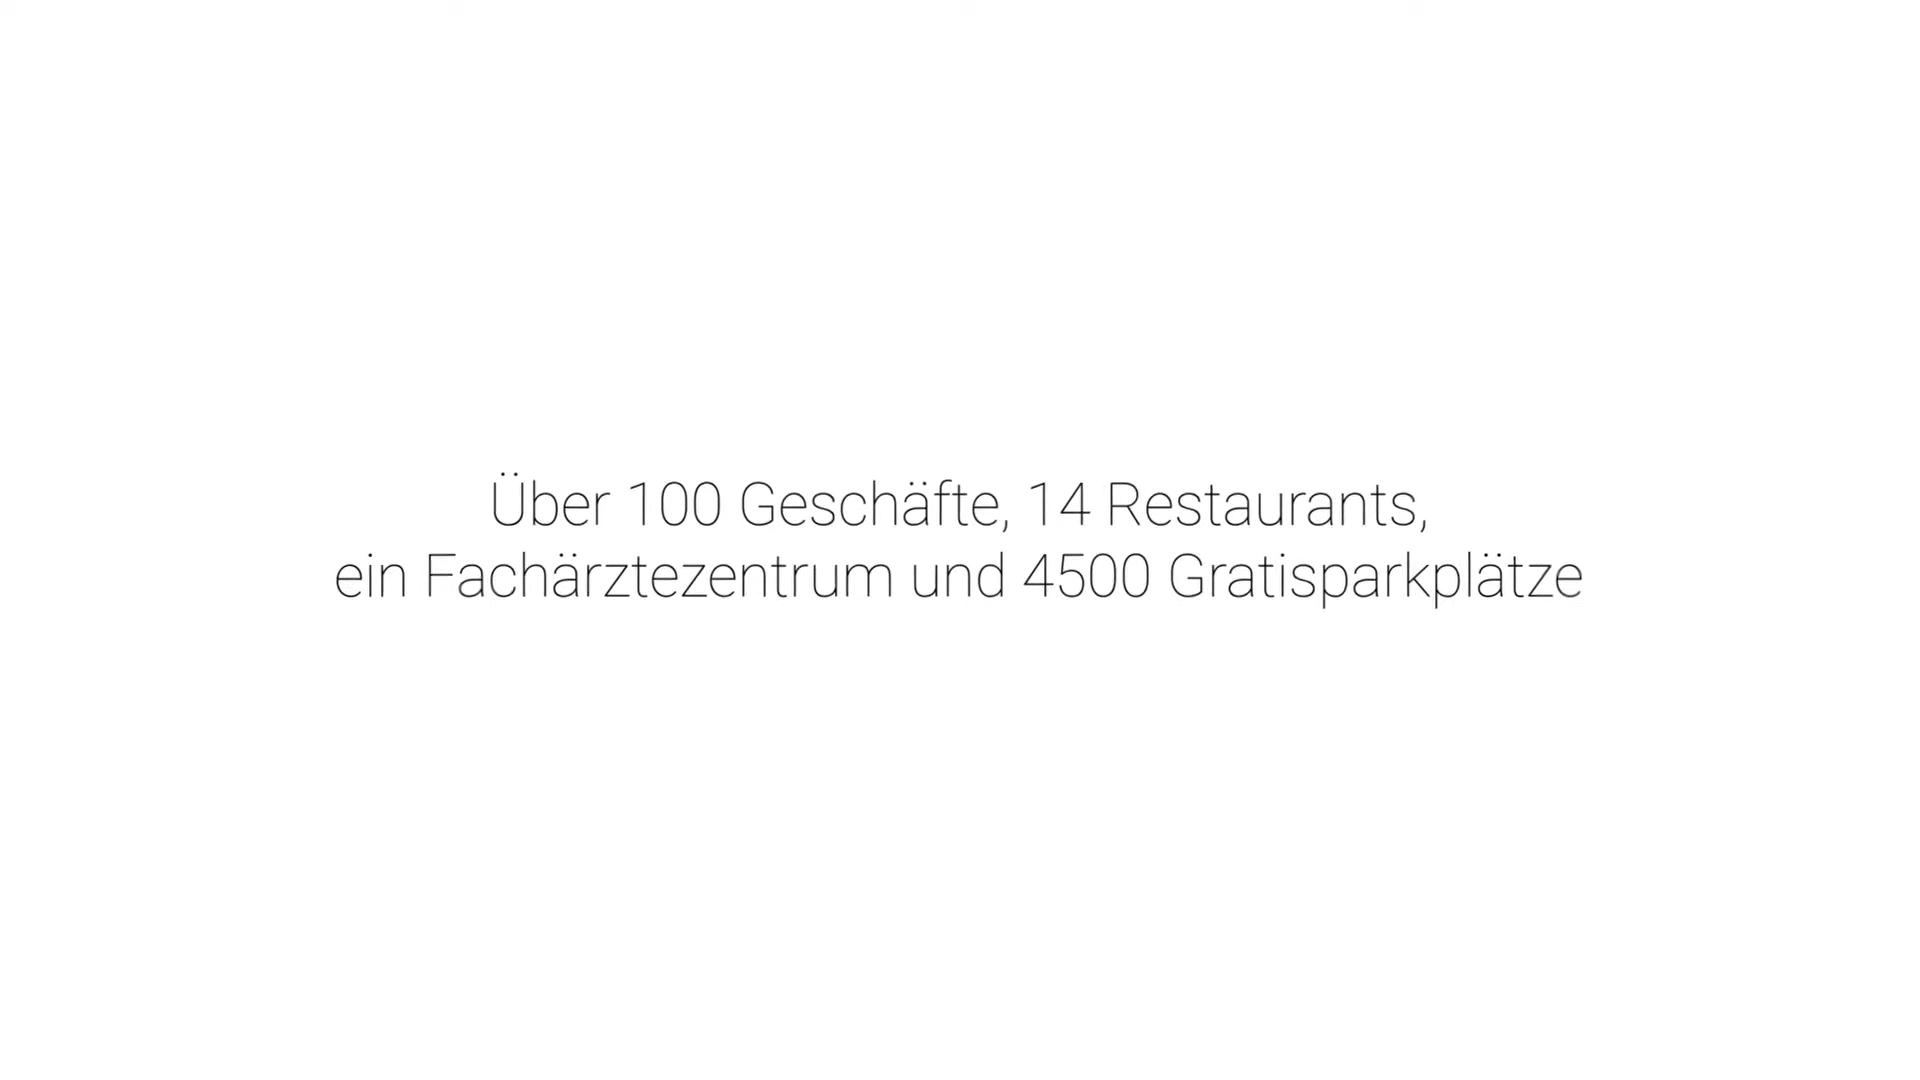 Über 100 Geschäfte, 14 Restaurants,
ein Fachärztezentrum und 4500 Gratisparkplätze